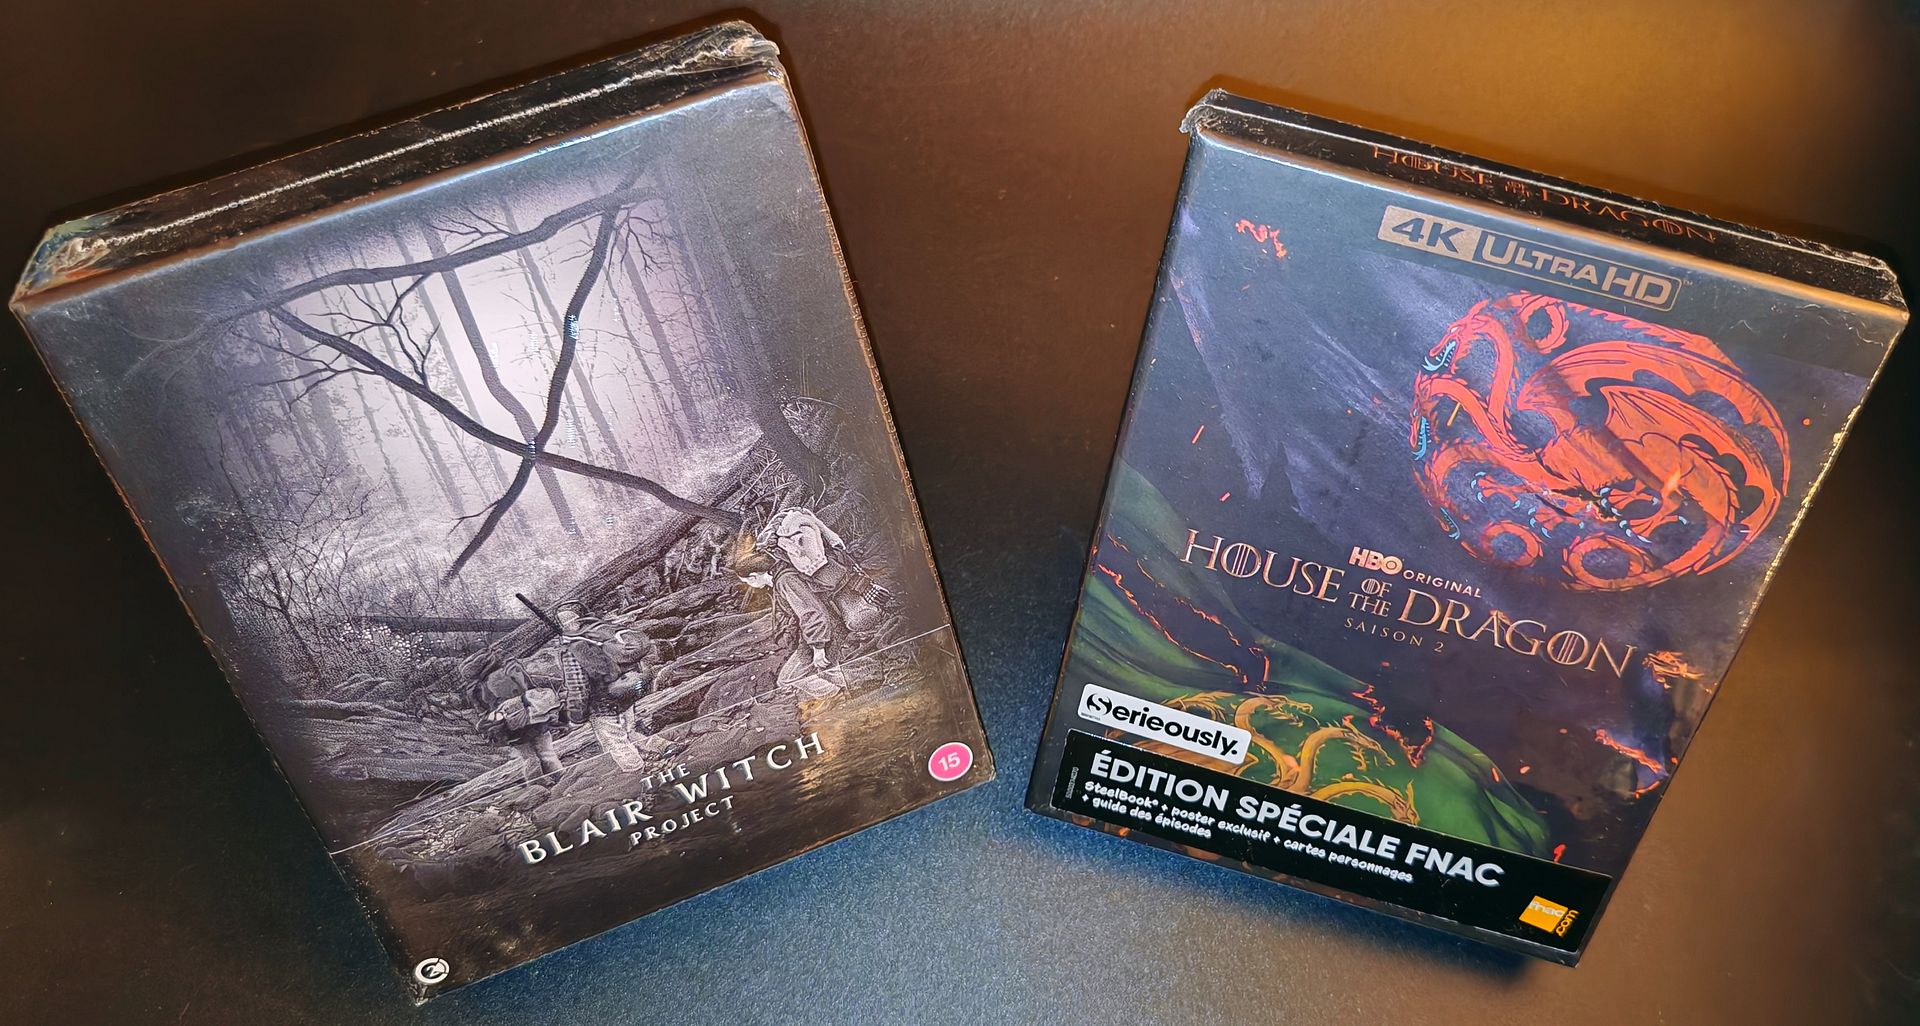 THE
BLAIR WITCH
PROJECT
15
2
HOUSE OF THE DRAGON
4K ULTRA HD
HBO ORIGINAL
HOUSE OF THE DRAGON
SAISON 2
Serieously.
ÉDITION SPÉCIALE FNAC
SteelBook® + poster exclusif + cartes personnages
+ guide des épisodes
fnac
.com